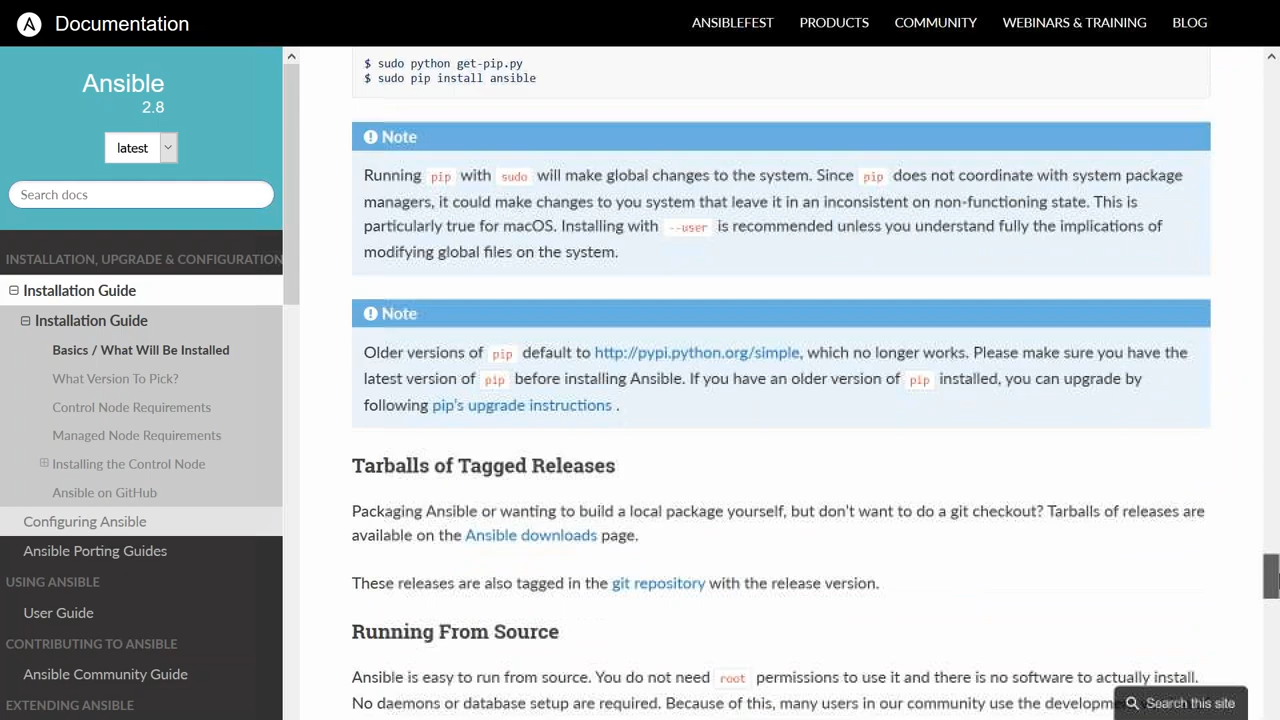 Documentation
ANSIBLEFEST PRODUCTS COMMUNITY WEBINARS & TRAINING BLOG
Ansible
2.8
latest
Search docs
INSTALLATION, UPGRADE & CONFIGURATION
Installation Guide
Installation Guide
Basics / What Will Be Installed
What Version To Pick?
Control Node Requirements
Managed Node Requirements
Installing the Control Node
Ansible on GitHub
Configuring Ansible
Ansible Porting Guides
USING ANSIBLE
User Guide
CONTRIBUTING TO ANSIBLE
Ansible Community Guide
EXTENDING ANSIBLE
$ sudo python get-pip.py
$ sudo pip install ansible
Note
Running pip with sudo will make global changes to the system. Since pip does not coordinate with system package
managers, it could make changes to you system that leave it in an inconsistent on non-functioning state. This is
particularly true for macOS. Installing with --user is recommended unless you understand fully the implications of
modifying global files on the system.
Note
Older versions of pip default to http://pypi.python.org/simple, which no longer works. Please make sure you have the
latest version of pip before installing Ansible. If you have an older version of pip installed, you can upgrade by
following pip's upgrade instructions .
Tarballs of Tagged Releases
Packaging Ansible or wanting to build a local package yourself, but don't want to do a git checkout? Tarballs of releases are
available on the Ansible downloads page.
These releases are also tagged in the git repository with the release version.
Running From Source
Ansible is easy to run from source. You do not need root permissions to use it and there is no software to actually install.
No daemons or database setup are required. Because of this, many users in our community use the
Search this site